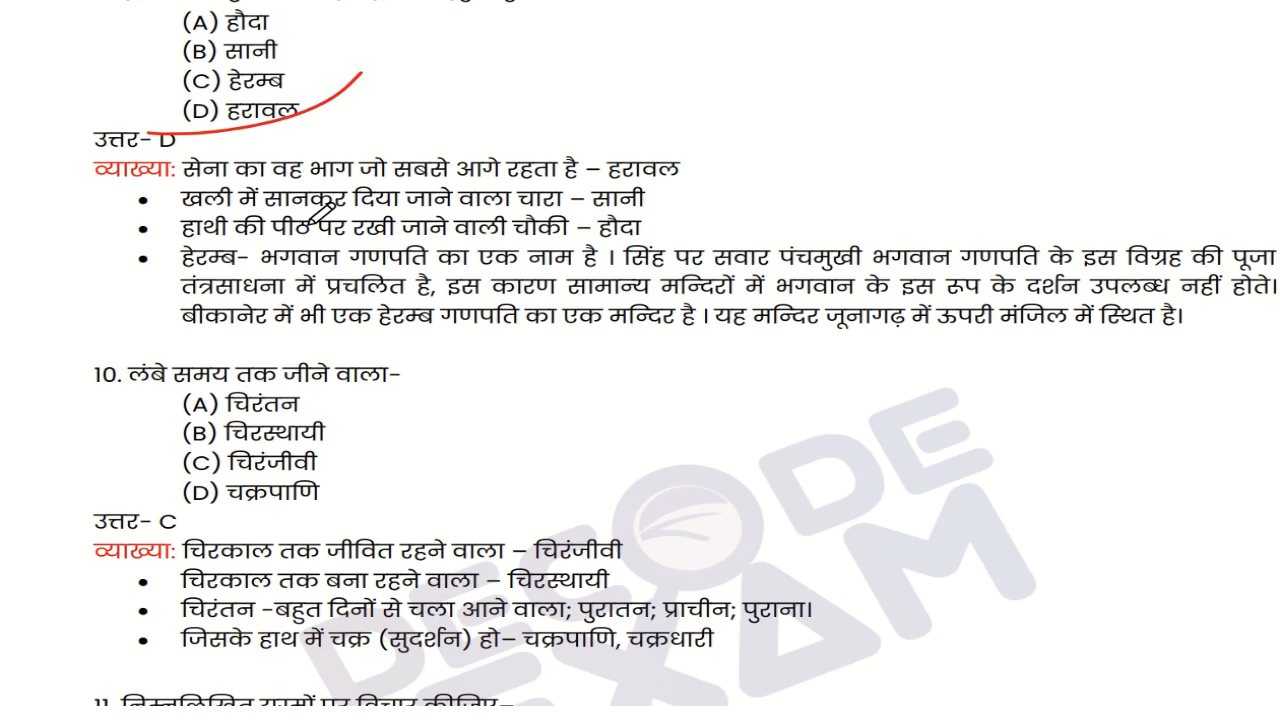 (A) हौदा
(B) सानी
(C) हेरम्ब
(D) हरावल
उत्तर- D
व्याख्या: सेना का वह भाग जो सबसे आगे रहता है – हरावल
• खली में सानकर दिया जाने वाला चारा – सानी
• हाथी की पीठ पर रखी जाने वाली चौकी – हौदा
• हेरम्ब- भगवान गणपति का एक नाम है । सिंह पर सवार पंचमुखी भगवान गणपति के इस विग्रह की पूजा
तंत्रसाधना में प्रचलित है, इस कारण सामान्य मन्दिरों में भगवान के इस रूप के दर्शन उपलब्ध नहीं होते।
बीकानेर में भी एक हेरम्ब गणपति का एक मन्दिर है । यह मन्दिर जूनागढ़ में ऊपरी मंजिल में स्थित है।
10. लंबे समय तक जीने वाला-
(A) चिरंतन
(B) चिरस्थायी
(C) चिरंजीवी
(D) चक्रपाणि
उत्तर- C
व्याख्या: चिरकाल तक जीवित रहने वाला – चिरंजीवी
• चिरकाल तक बना रहने वाला – चिरस्थायी
• चिरंतन -बहुत दिनों से चला आने वाला; पुरातन; प्राचीन; पुराना।
• जिसके हाथ में चक्र (सुदर्शन) हो– चक्रपाणि, चक्रधारी
11. निम्नलिखित युग्मों पर विचार कीजिए-
DECODE
EXAM